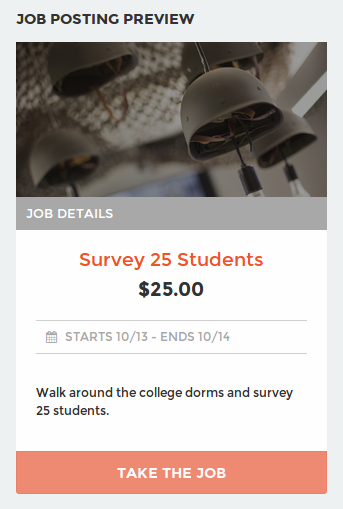 JOB POSTING PREVIEW
JOB DETAILS
Survey 25 Students
$25.00
STARTS 10/13 - ENDS 10/14
Walk around the college dorms and survey
25 students.
TAKE THE JOB